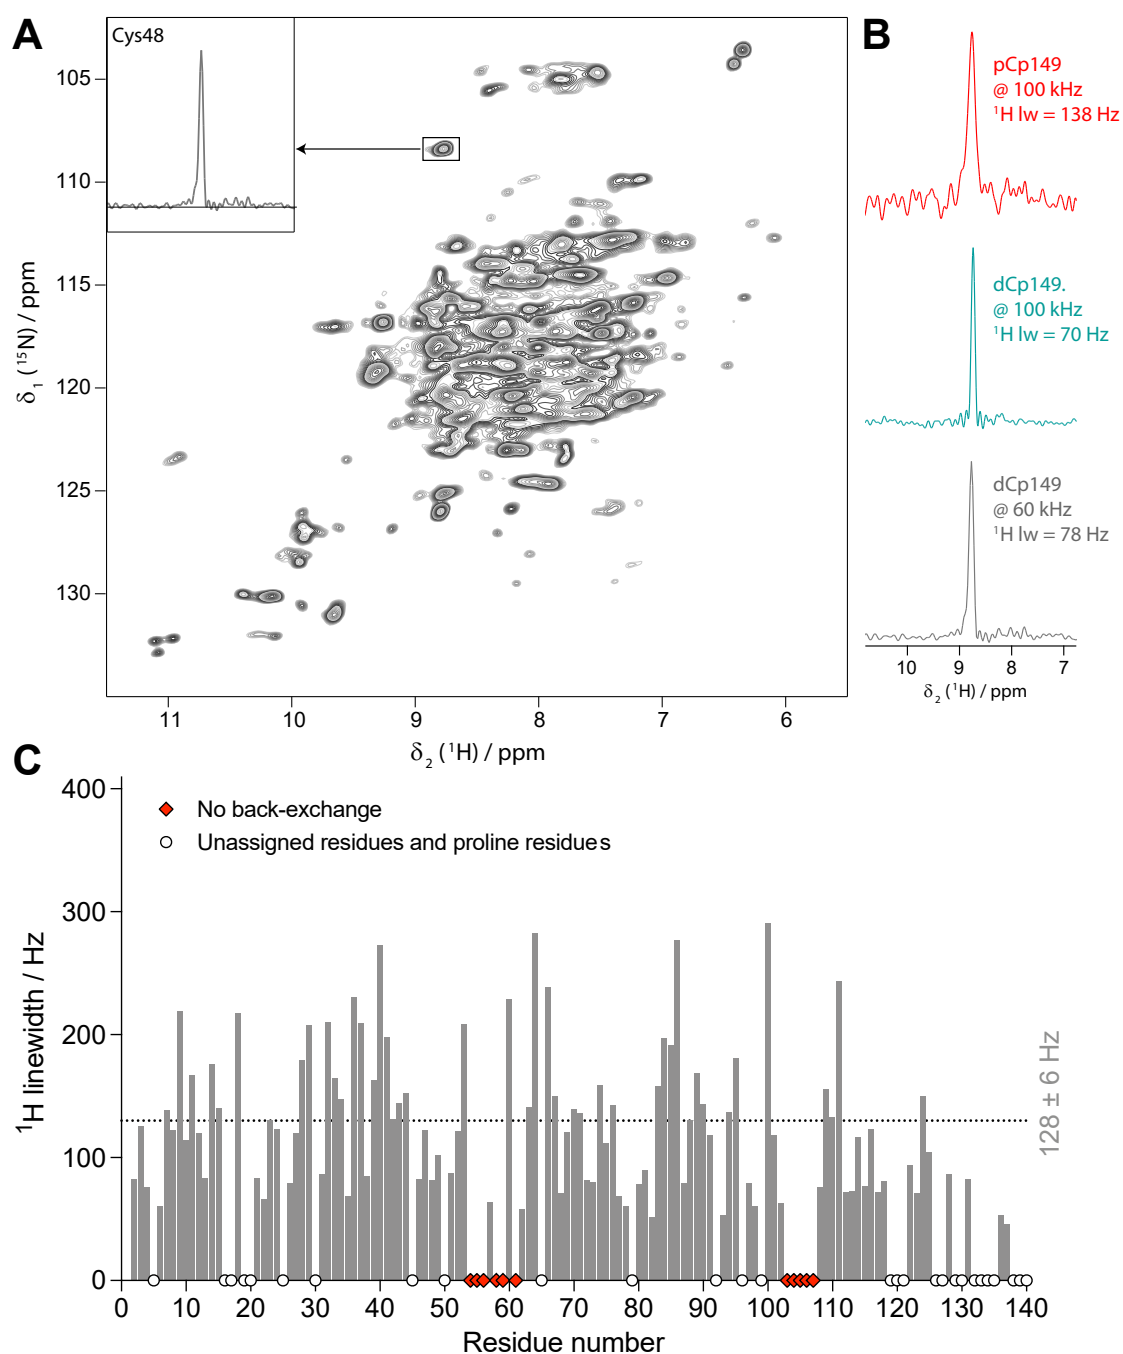 A
Cys48
105
110
115
120
125
130
δ₁ (¹⁵N) / ppm
11 10 9 8 7 6
δ₂ (¹H) / ppm
B
pCp149
@ 100 kHz
¹H lw = 138 Hz
dCp149.
@ 100 kHz
¹H lw = 70 Hz
dCp149
@ 60 kHz
¹H lw = 78 Hz
10 9 8 7
δ₂ (¹H) / ppm
C
No back-exchange
Unassigned residues and proline residues
400
300
200
100
0
¹H linewidth / Hz
128 ± 6 Hz
0 10 20 30 40 50 60 70 80 90 100 110 120 130 140
Residue number